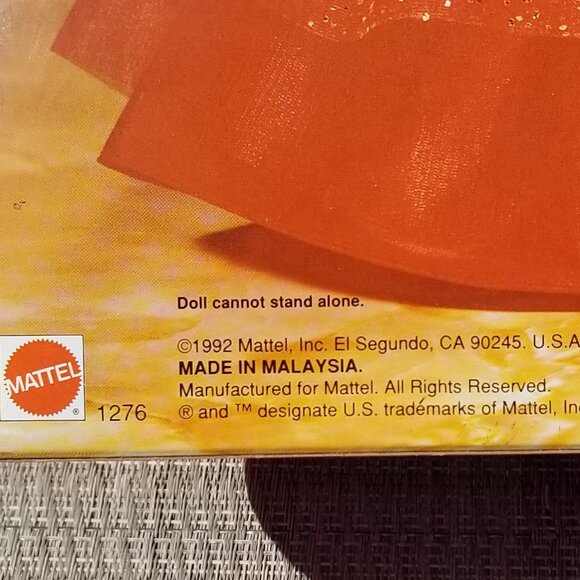 Doll cannot stand alone.
©1992 Mattel, Inc. El Segundo, CA 90245. U.S.A
MADE IN MALAYSIA.
Manufactured for Mattel. All Rights Reserved.
® and ™ designate U.S. trademarks of Mattel, Inc
MATTEL ®
1276